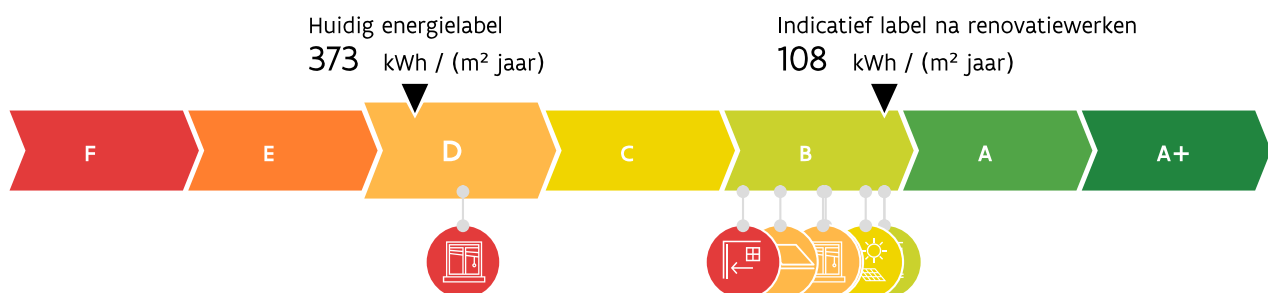 Huidig energielabel
373 kWh / (m² jaar)
Indicatief label na renovatiewerken
108 kWh / (m² jaar)
F E D C B A A+